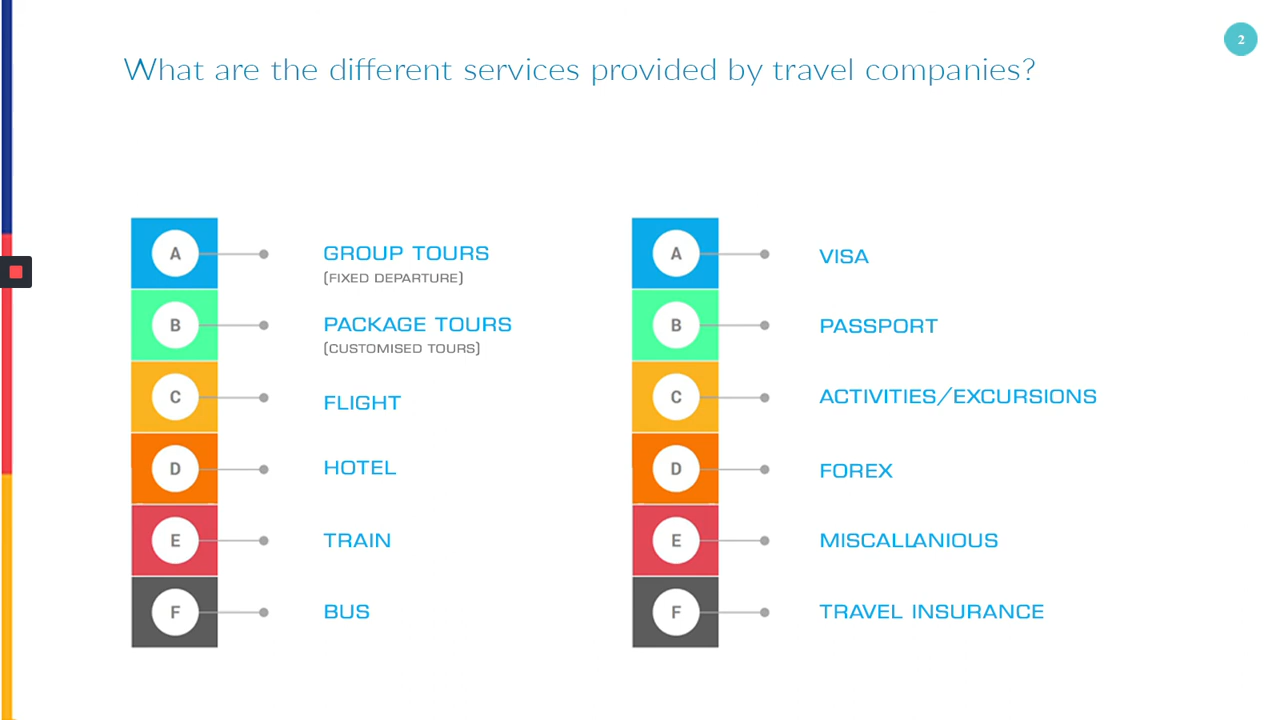 2
What are the different services provided by travel companies?
A
GROUP TOURS
(FIXED DEPARTURE)
B
PACKAGE TOURS
(CUSTOMISED TOURS)
C
FLIGHT
D
HOTEL
E
TRAIN
F
BUS
A
VISA
B
PASSPORT
C
ACTIVITIES/EXCURSIONS
D
FOREX
E
MISCALLANIOUS
F
TRAVEL INSURANCE